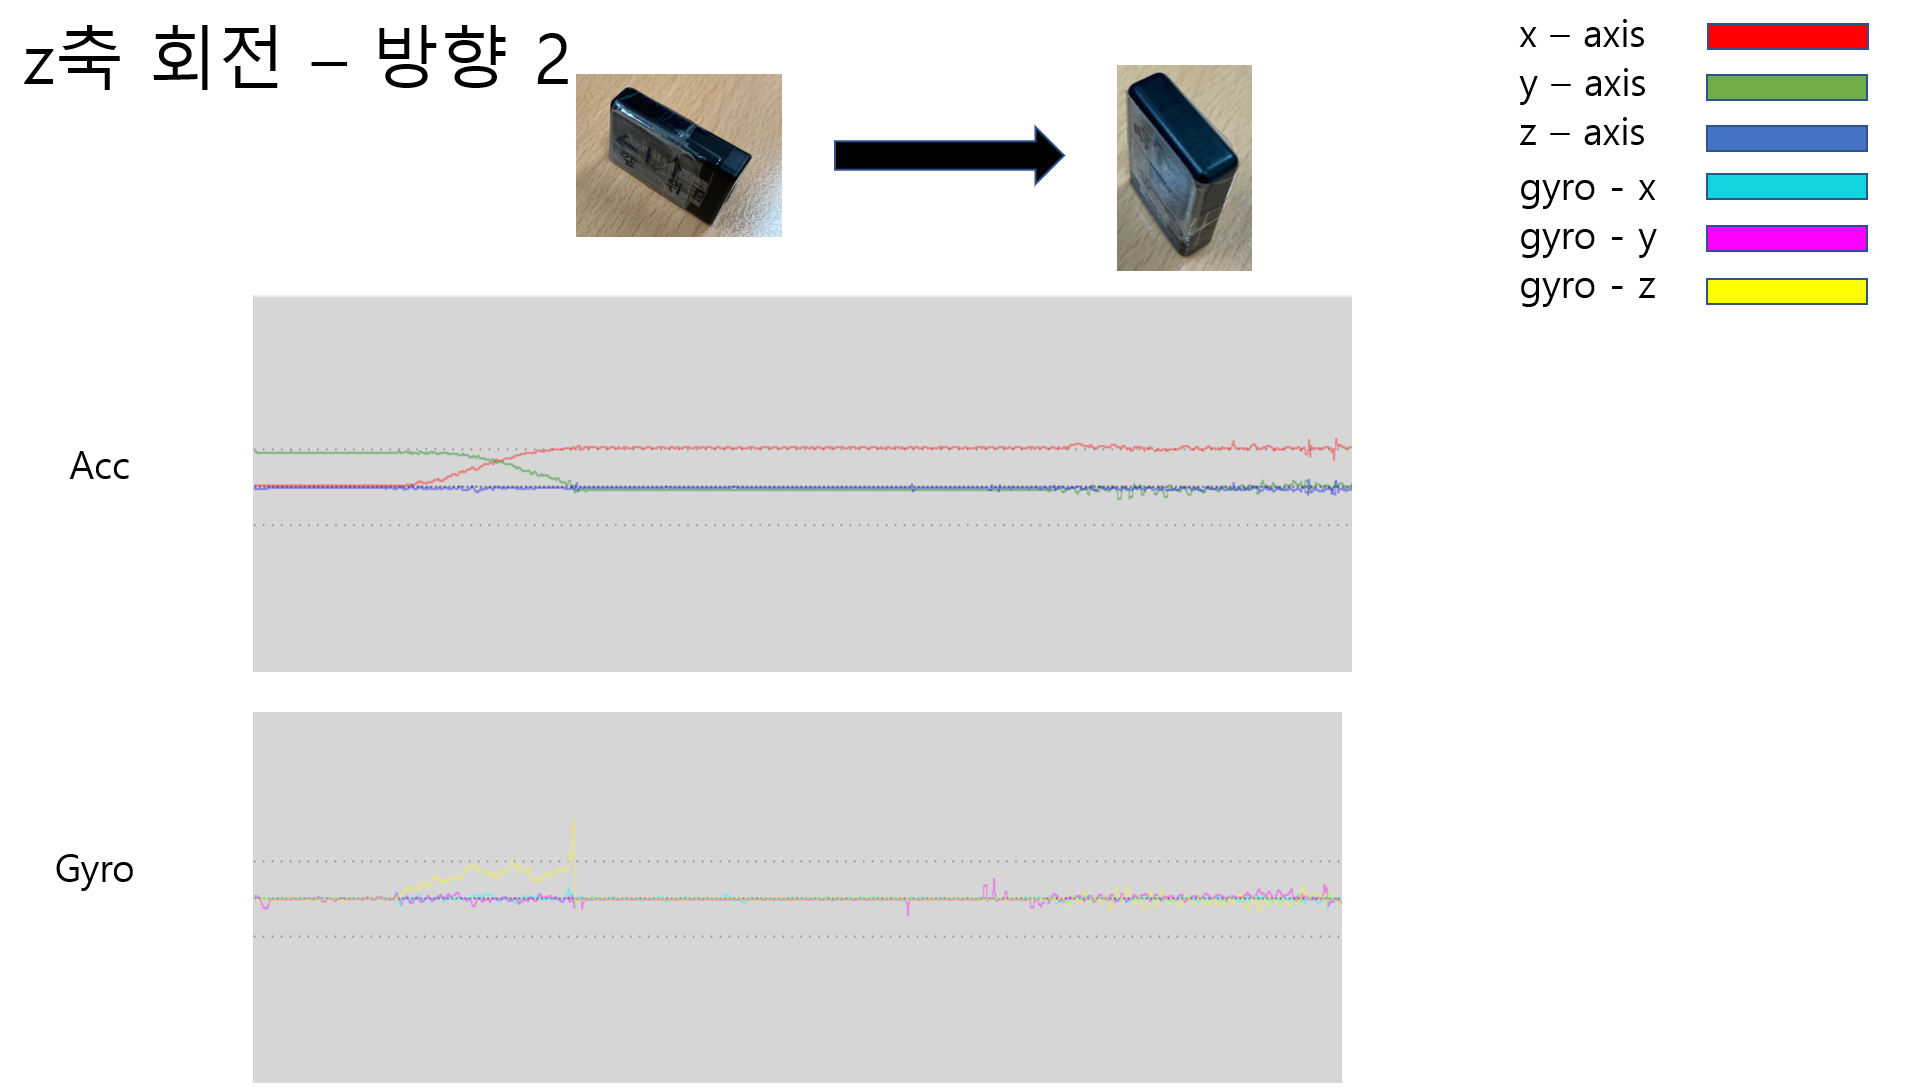 z축 회전 – 방향 2
x – axis
y – axis
z – axis
gyro - x
gyro - y
gyro - z
Acc
Gyro